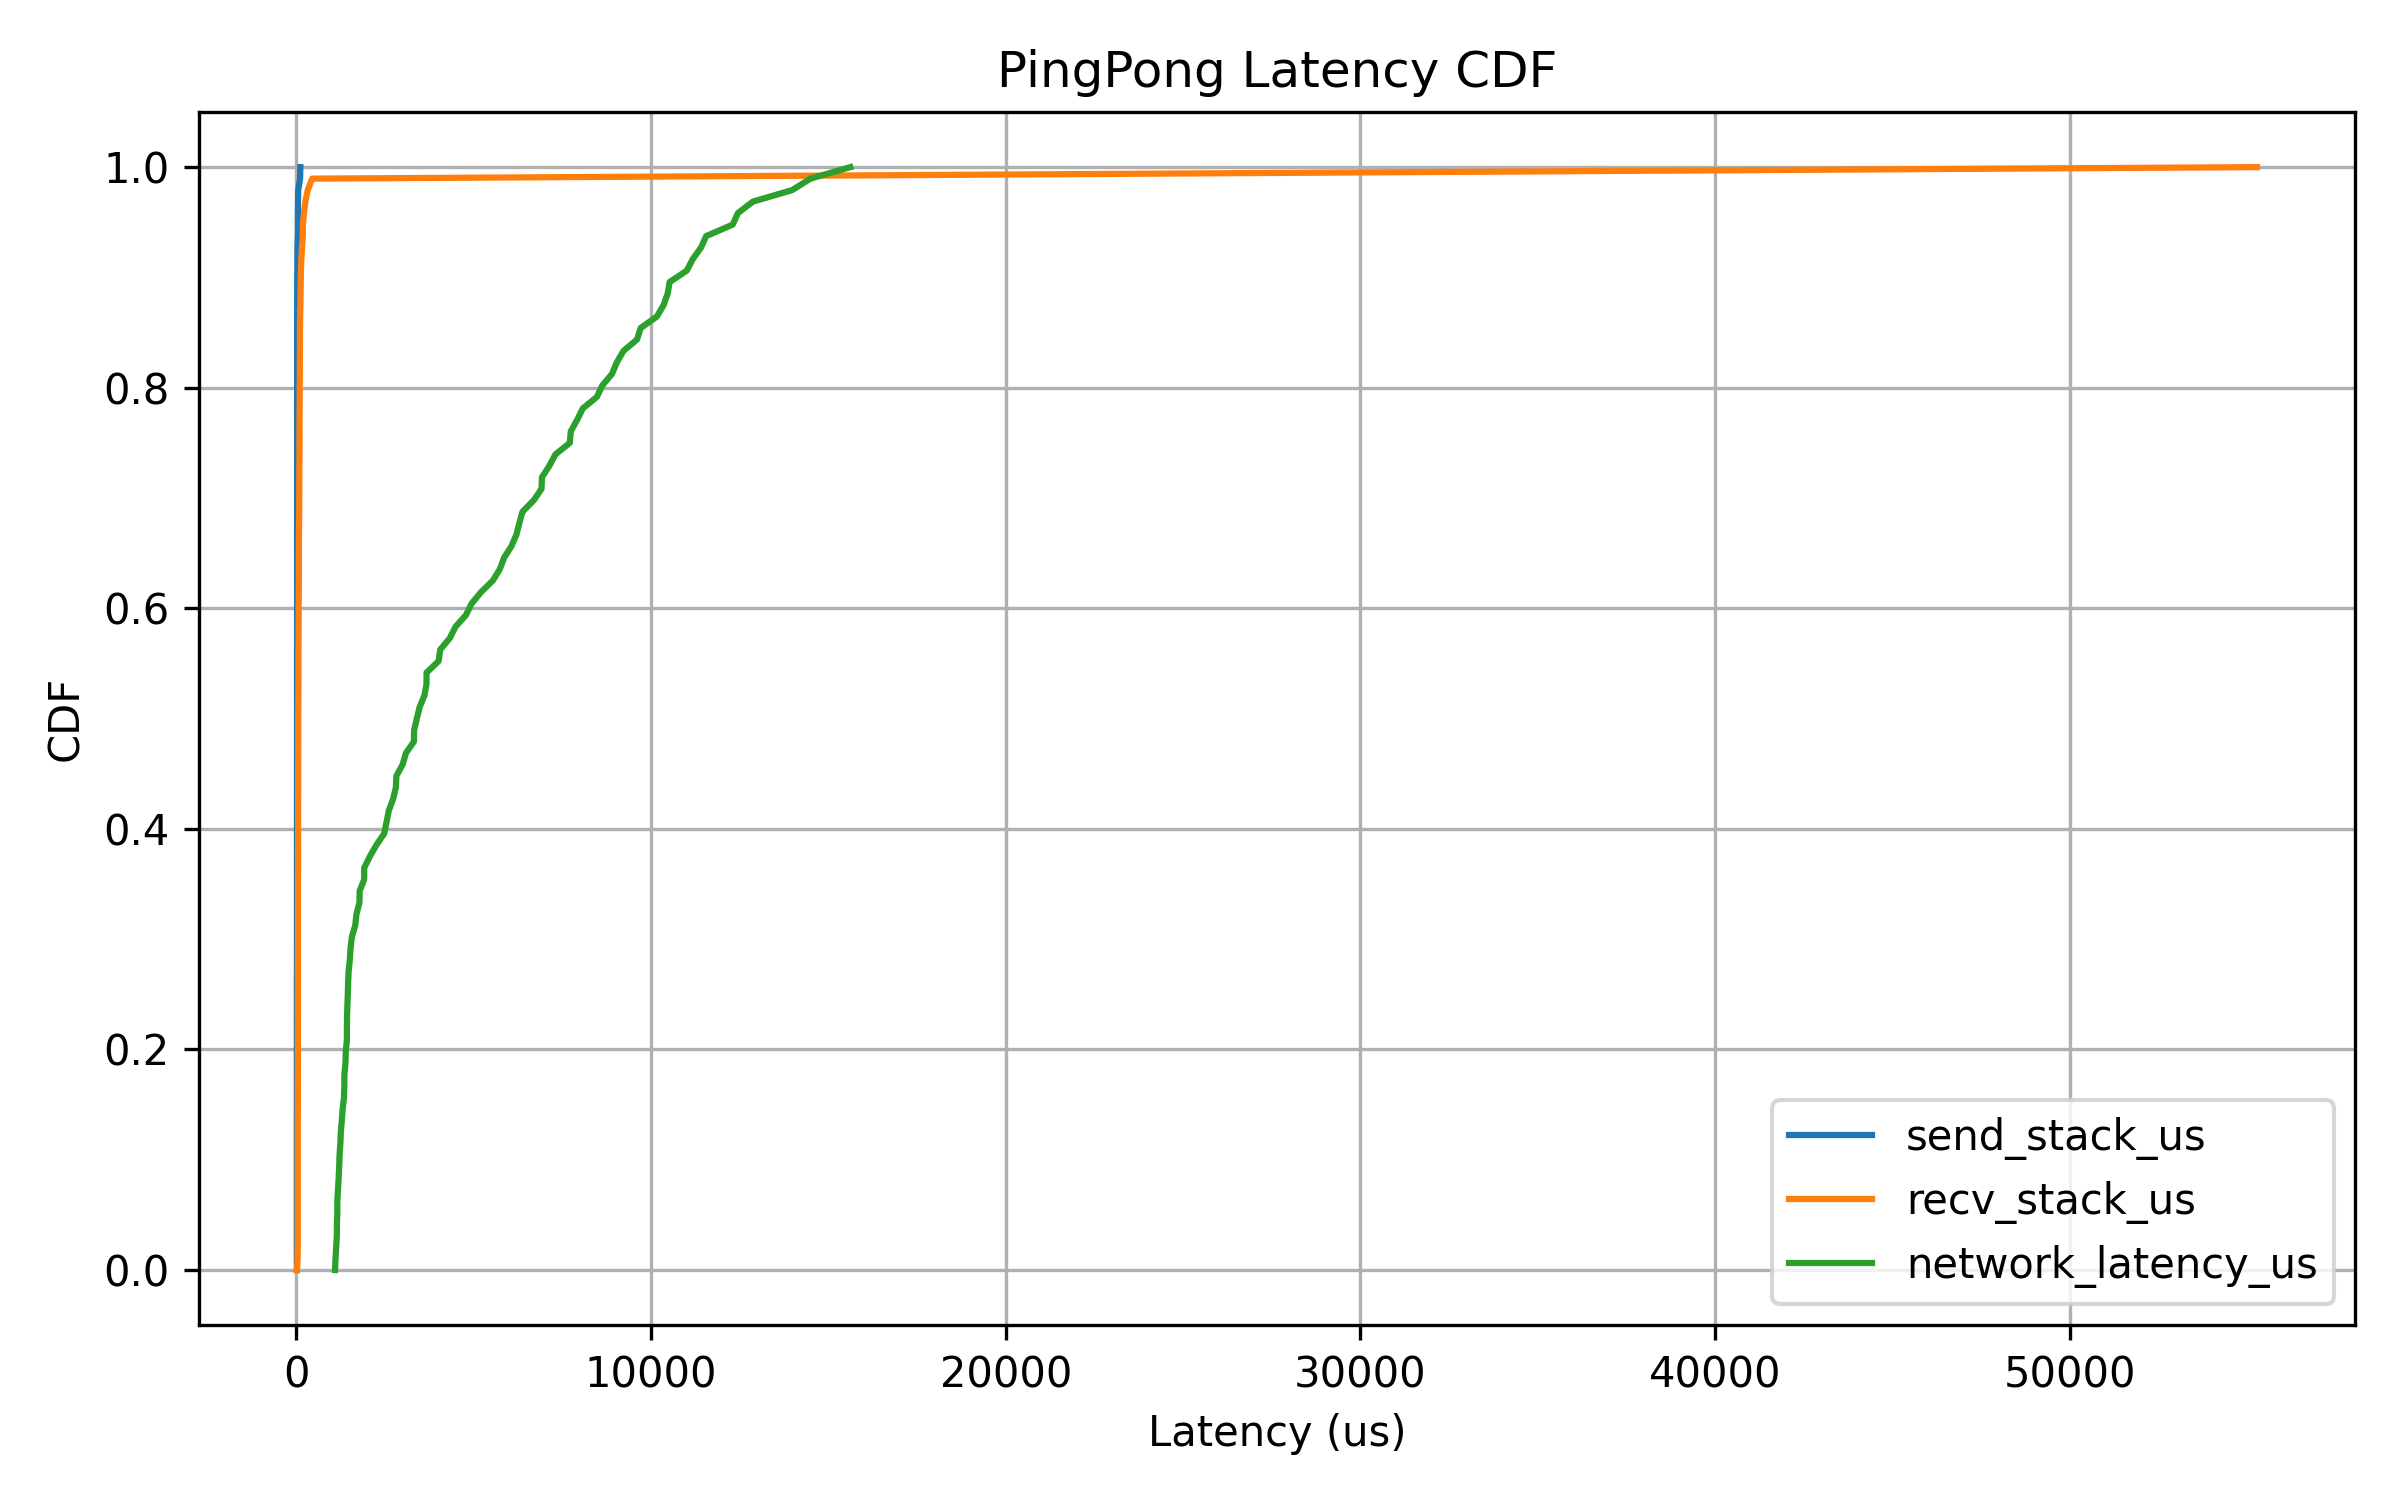 PingPong Latency CDF
1.0
0.8
0.6
0.4
0.2
0.0
CDF
0 10000 20000 30000 40000 50000
Latency (us)
send_stack_us
recv_stack_us
network_latency_us